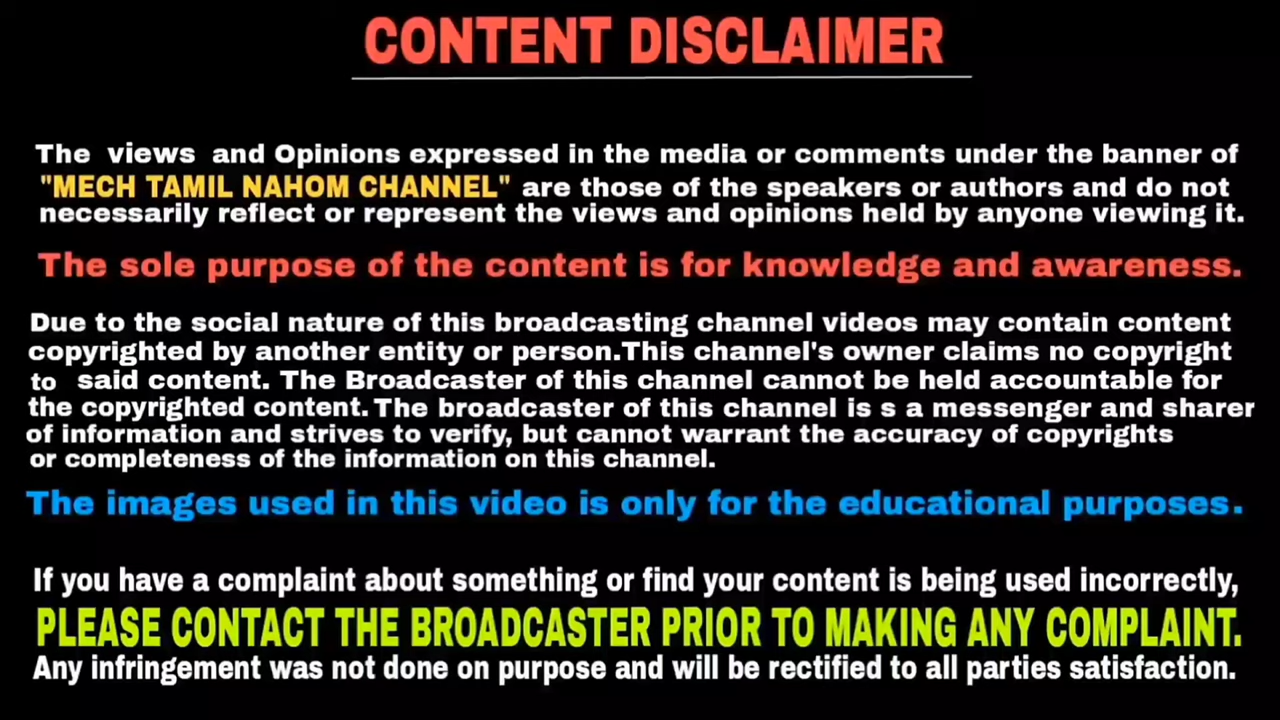 CONTENT DISCLAIMER
The views and Opinions expressed in the media or comments under the banner of
"MECH TAMIL NAHOM CHANNEL" are those of the speakers or authors and do not
necessarily reflect or represent the views and opinions held by anyone viewing it.
The sole purpose of the content is for knowledge and awareness.
Due to the social nature of this broadcasting channel videos may contain content
copyrighted by another entity or person.This channel's owner claims no copyright
to said content. The Broadcaster of this channel cannot be held accountable for
the copyrighted content. The broadcaster of this channel is s a messenger and sharer
of information and strives to verify, but cannot warrant the accuracy of copyrights
or completeness of the information on this channel.
The images used in this video is only for the educational purposes.
If you have a complaint about something or find your content is being used incorrectly,
PLEASE CONTACT THE BROADCASTER PRIOR TO MAKING ANY COMPLAINT.
Any infringement was not done on purpose and will be rectified to all parties satisfaction.